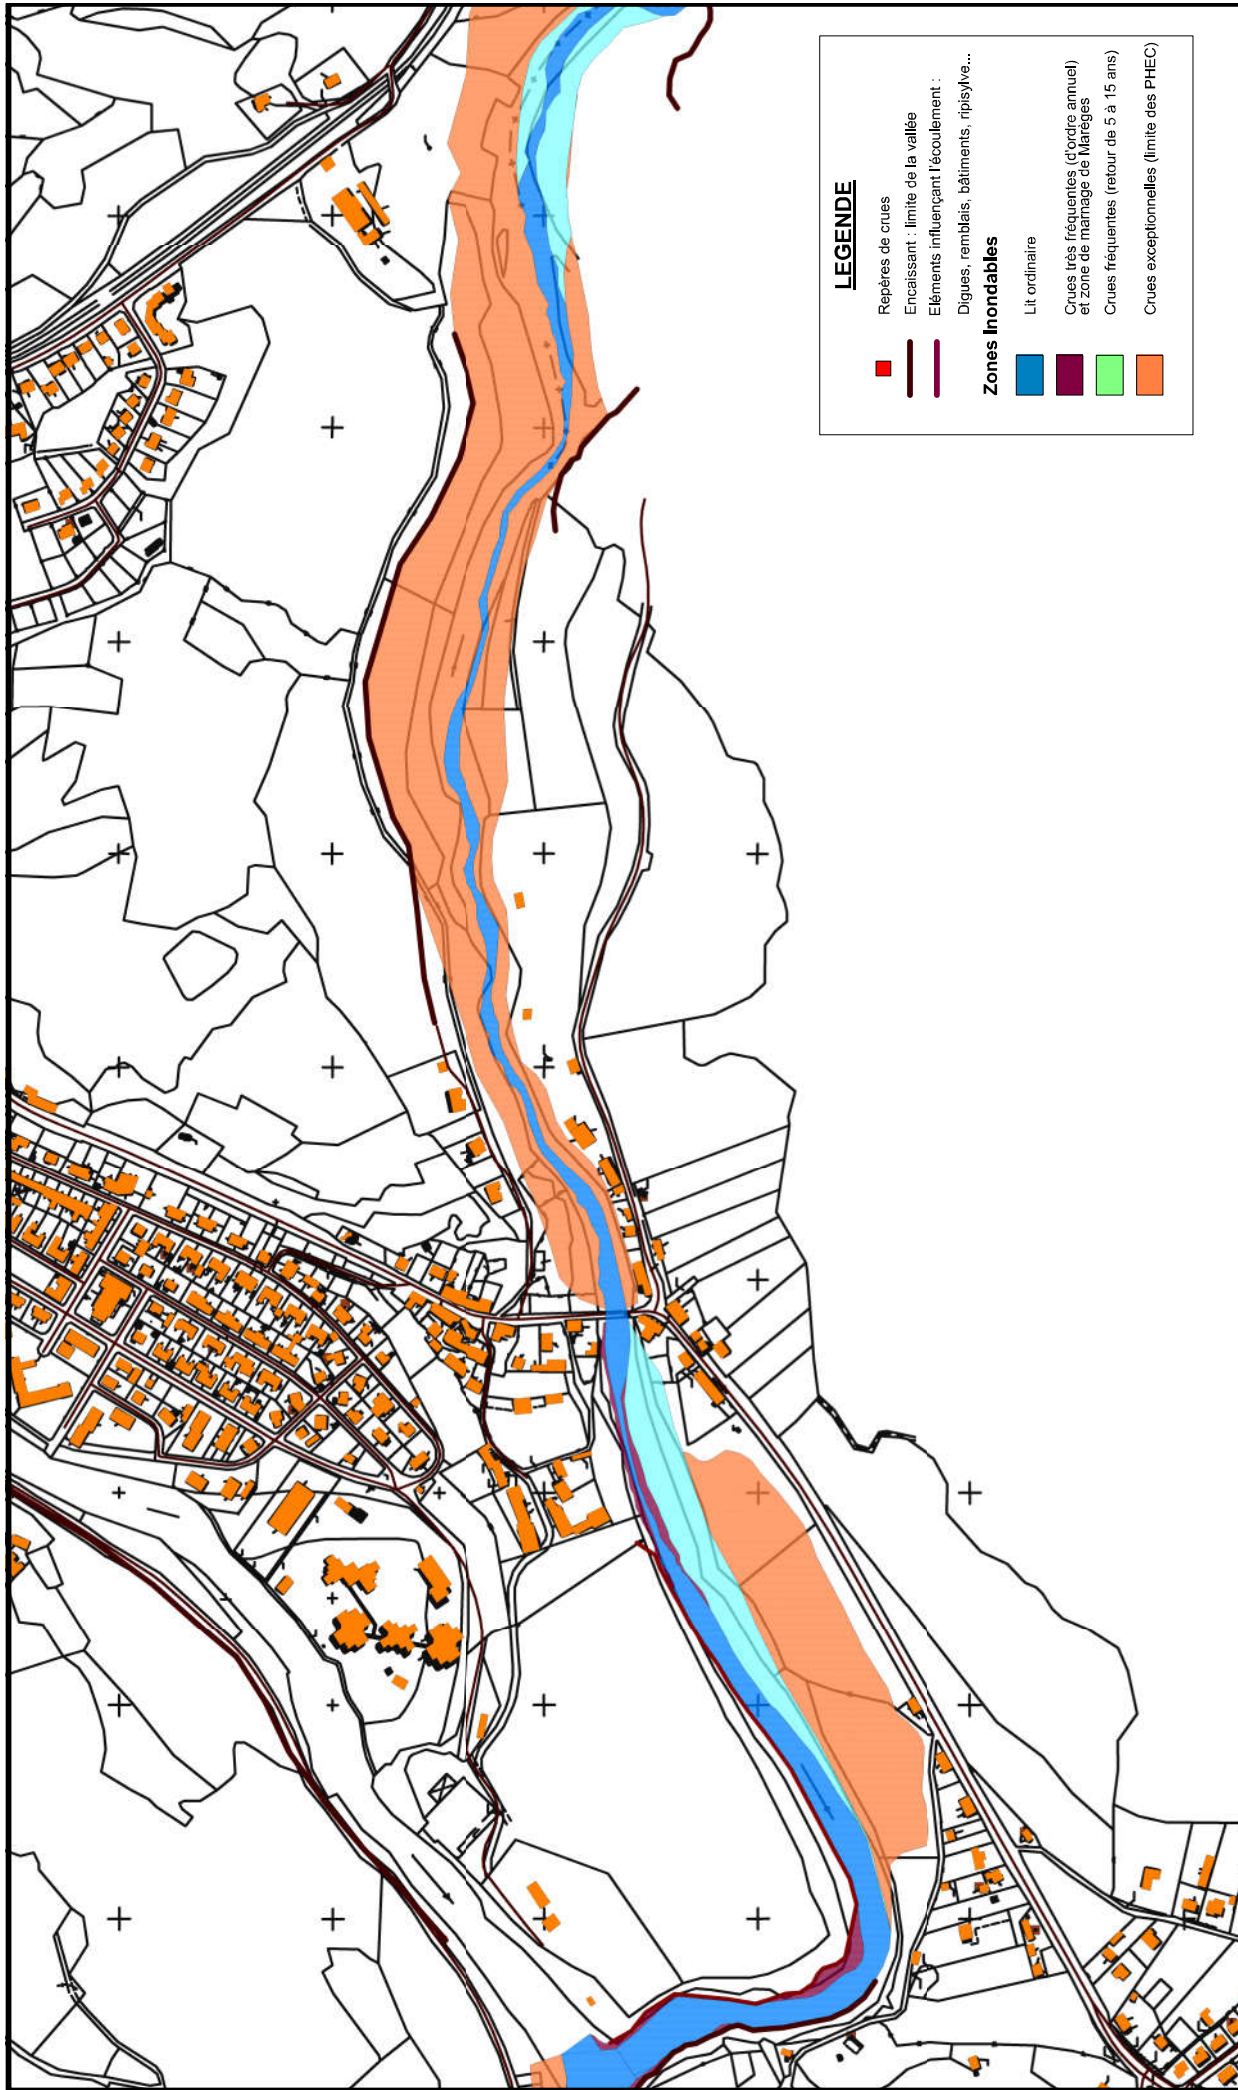 LEGENDE
Repères de crues
Encaissant : limite de la vallée
Eléments influençant l'écoulement :
Digues, remblais, bâtiments, ripisylve...
Zones Inondables
Lit ordinaire
Crues très fréquentes (d'ordre annuel)
et zone de marnage de Marèges
Crues fréquentes (retour de 5 à 15 ans)
Crues exceptionnelles (limite des PHEC)